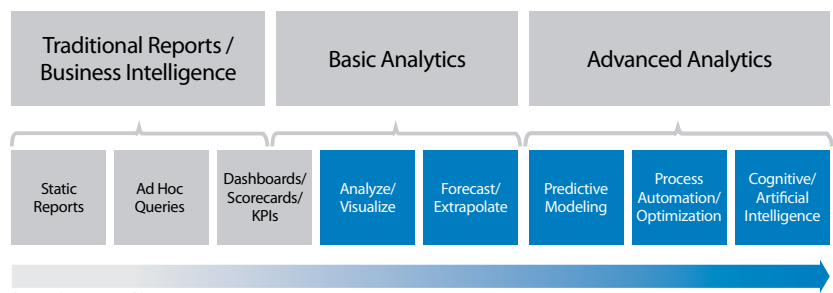 Traditional Reports /
Business Intelligence
Basic Analytics
Advanced Analytics
Static
Reports
Ad Hoc
Queries
Dashboards/
Scorecards/
KPIs
Analyze/
Visualize
Forecast/
Extrapolate
Predictive
Modeling
Process
Automation/
Optimization
Cognitive/
Artificial
Intelligence